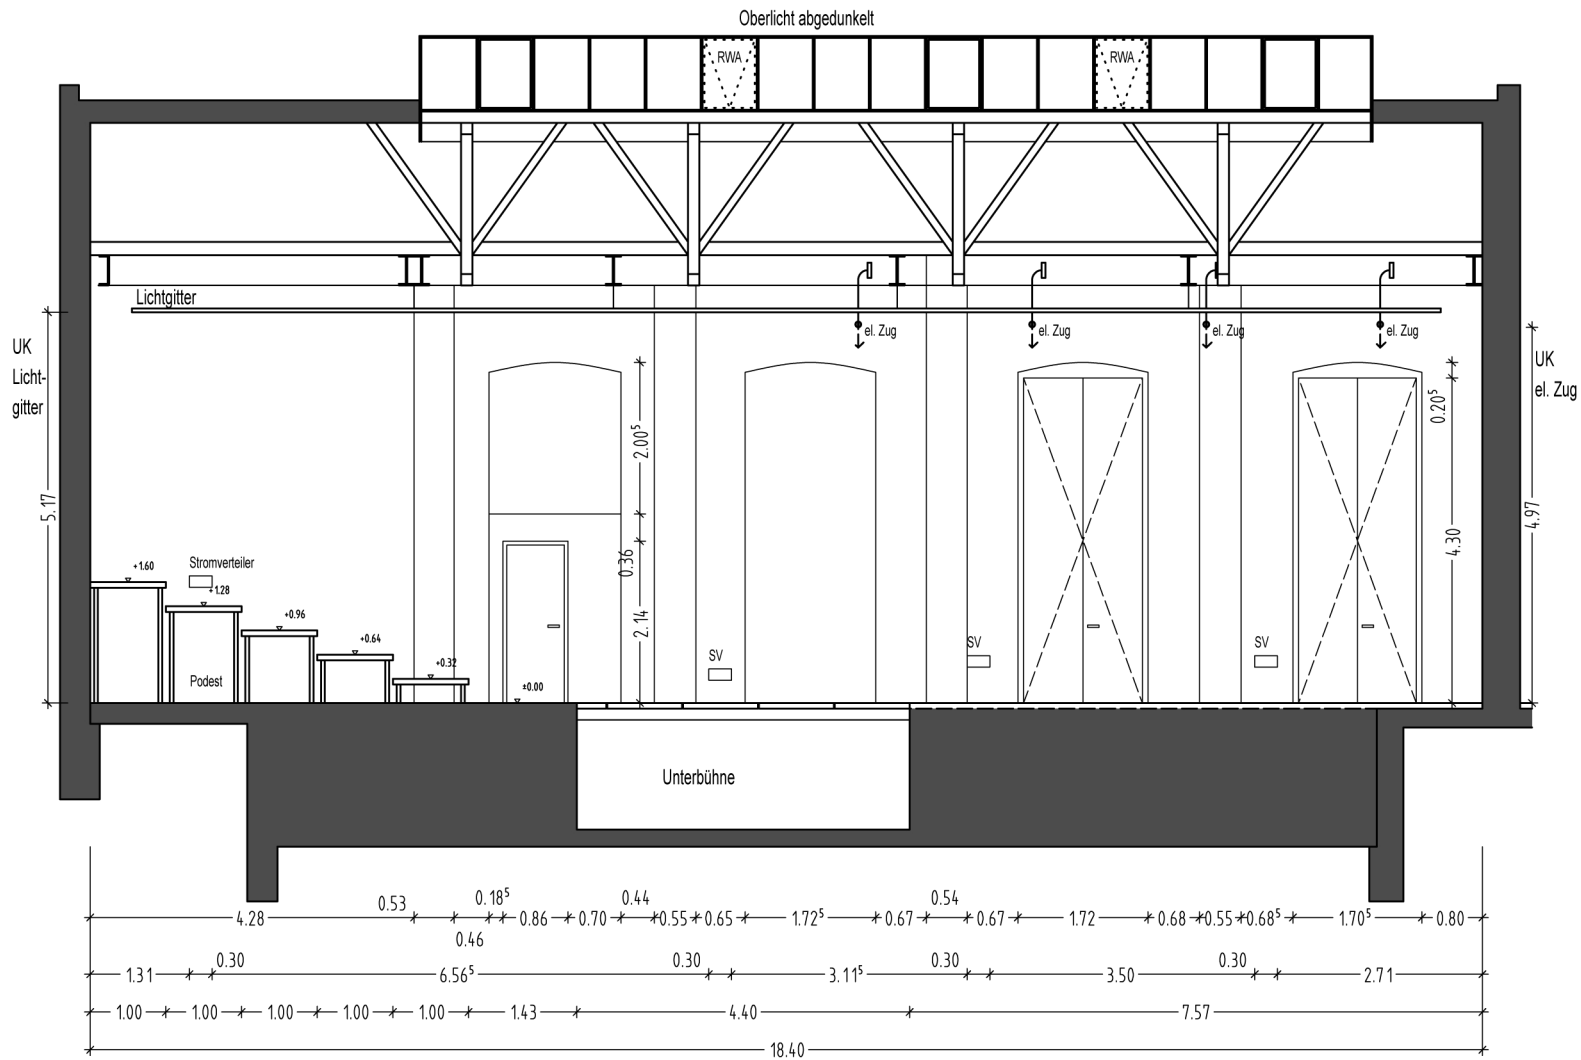 Oberlicht abgedunkelt
RWA
RWA
Lichtgitter
el. Zug
el. Zug
el. Zug
el. Zug
UK
Licht-
gitter
UK
el. Zug
5.17
4.97
2.00⁵
0.36
2.14
0.20⁵
4.30
Stromverteiler
+1.60
+1.28
+0.96
+0.64
+0.32
±0.00
Podest
SV
SV
SV
Unterbühne
4.28
0.53
0.46
0.18⁵
0.86
0.70
0.44
0.55
0.65
1.72⁵
0.67
0.54
0.67
1.72
0.68
0.55
0.68⁵
1.70⁵
0.80
1.31
0.30
6.56⁵
0.30
3.11⁵
0.30
3.50
0.30
2.71
1.00
1.00
1.00
1.00
1.00
1.43
4.40
7.57
18.40